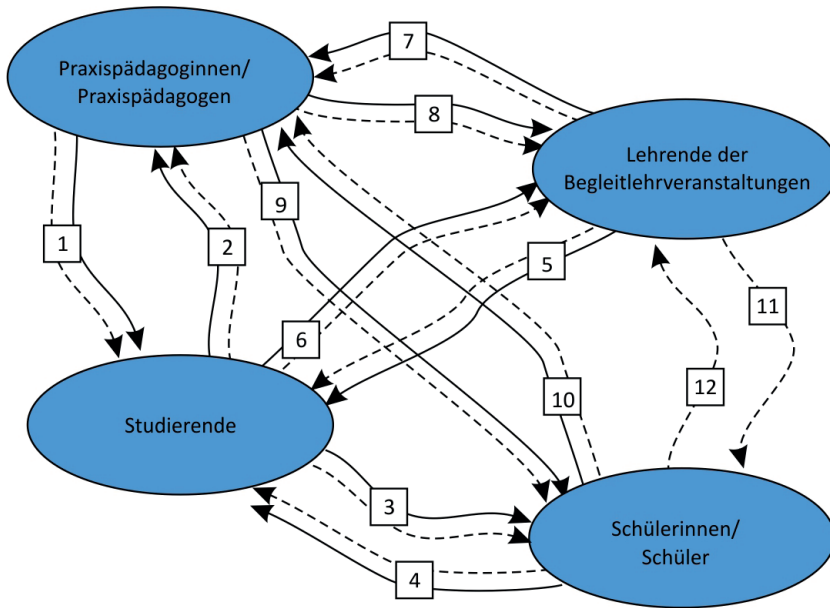 7
Praxispädagoginnen/
Praxispädagogen
8
Lehrende der
Begleitlehrveranstaltungen
9
1
2
5
11
6
12
10
Studierende
3
Schülerinnen/
Schüler
4